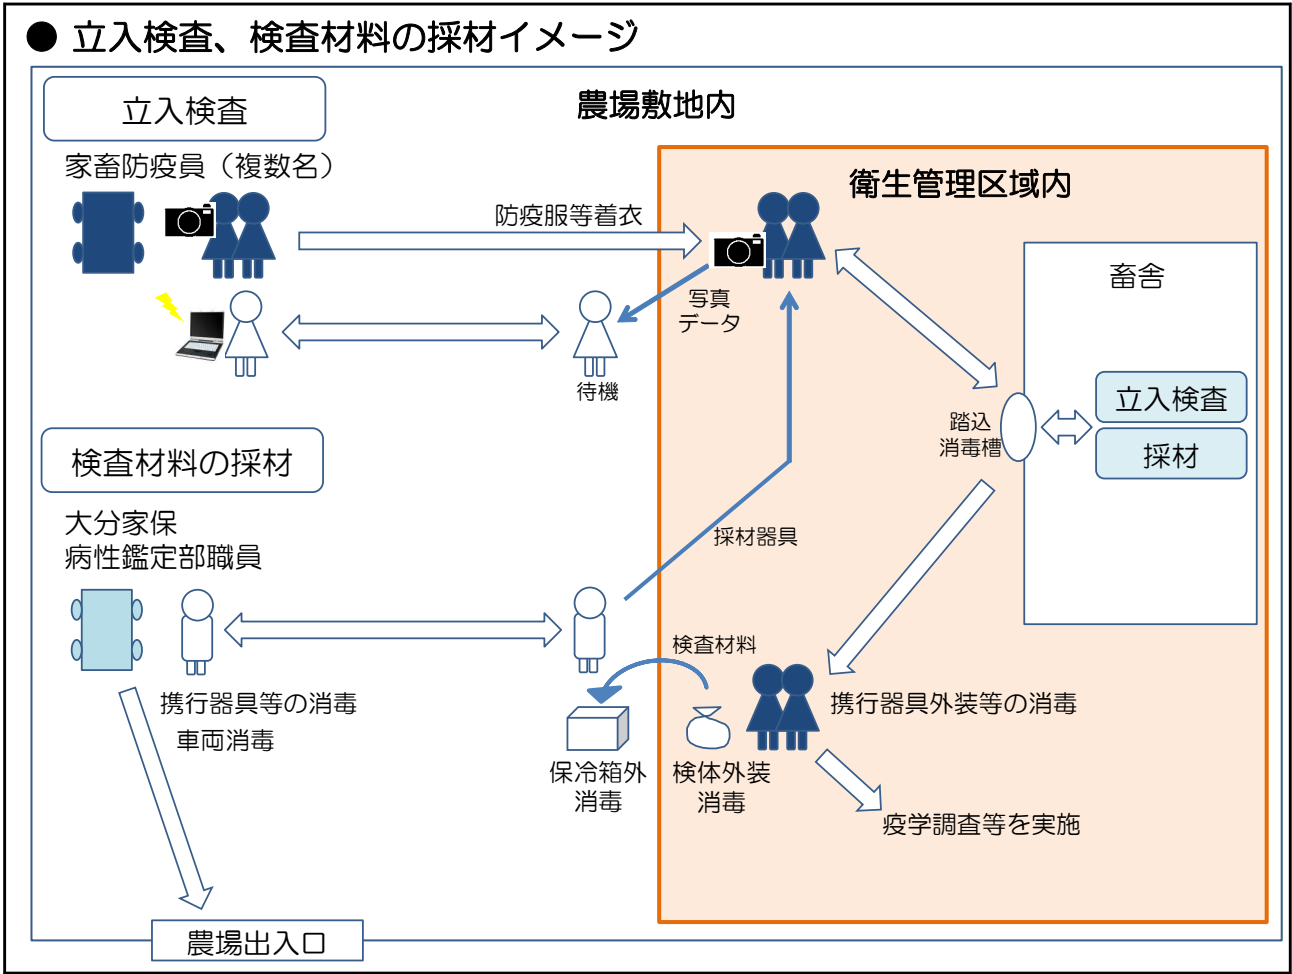 ● 立入検査、検査材料の採材イメージ
立入検査
農場敷地内
家畜防疫員（複数名）
衛生管理区域内
防疫服等着衣
写真
データ
待機
畜舎
立入検査
採材
踏込
消毒槽
検査材料の採材
大分家保
病性鑑定部職員
採材器具
検査材料
携行器具等の消毒
車両消毒
携行器具外装等の消毒
保冷箱外
消毒
検体外装
消毒
疫学調査等を実施
農場出入口